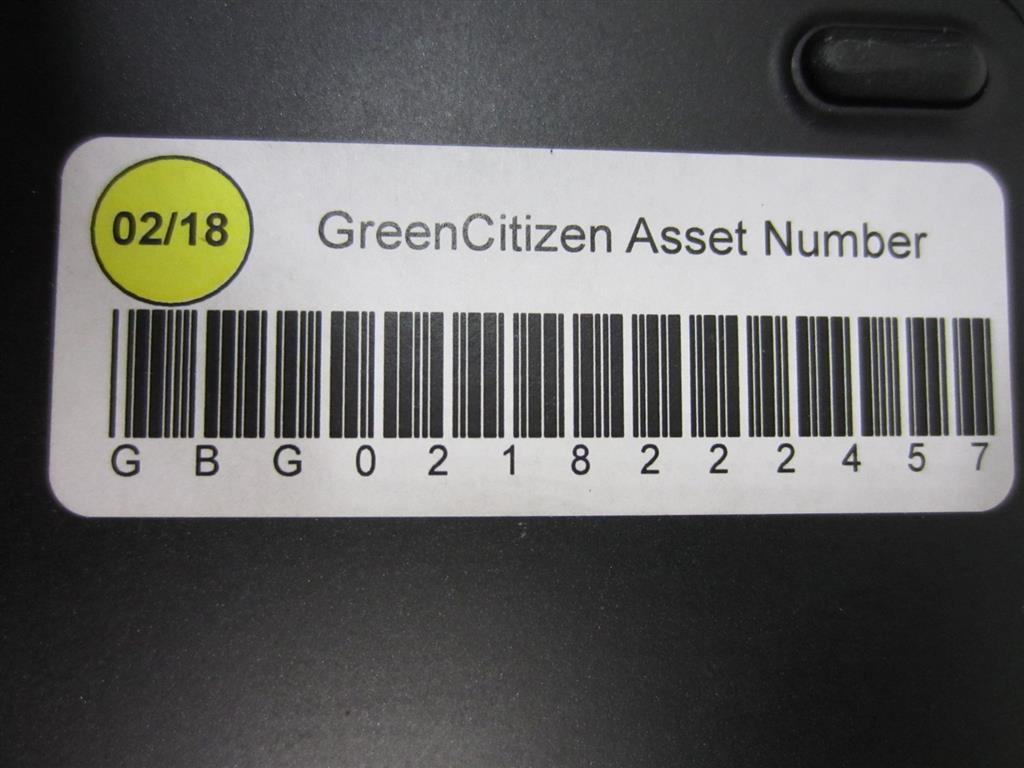 02/18
GreenCitizen Asset Number
G B G 0 2 1 8 2 2 2 4 5 7